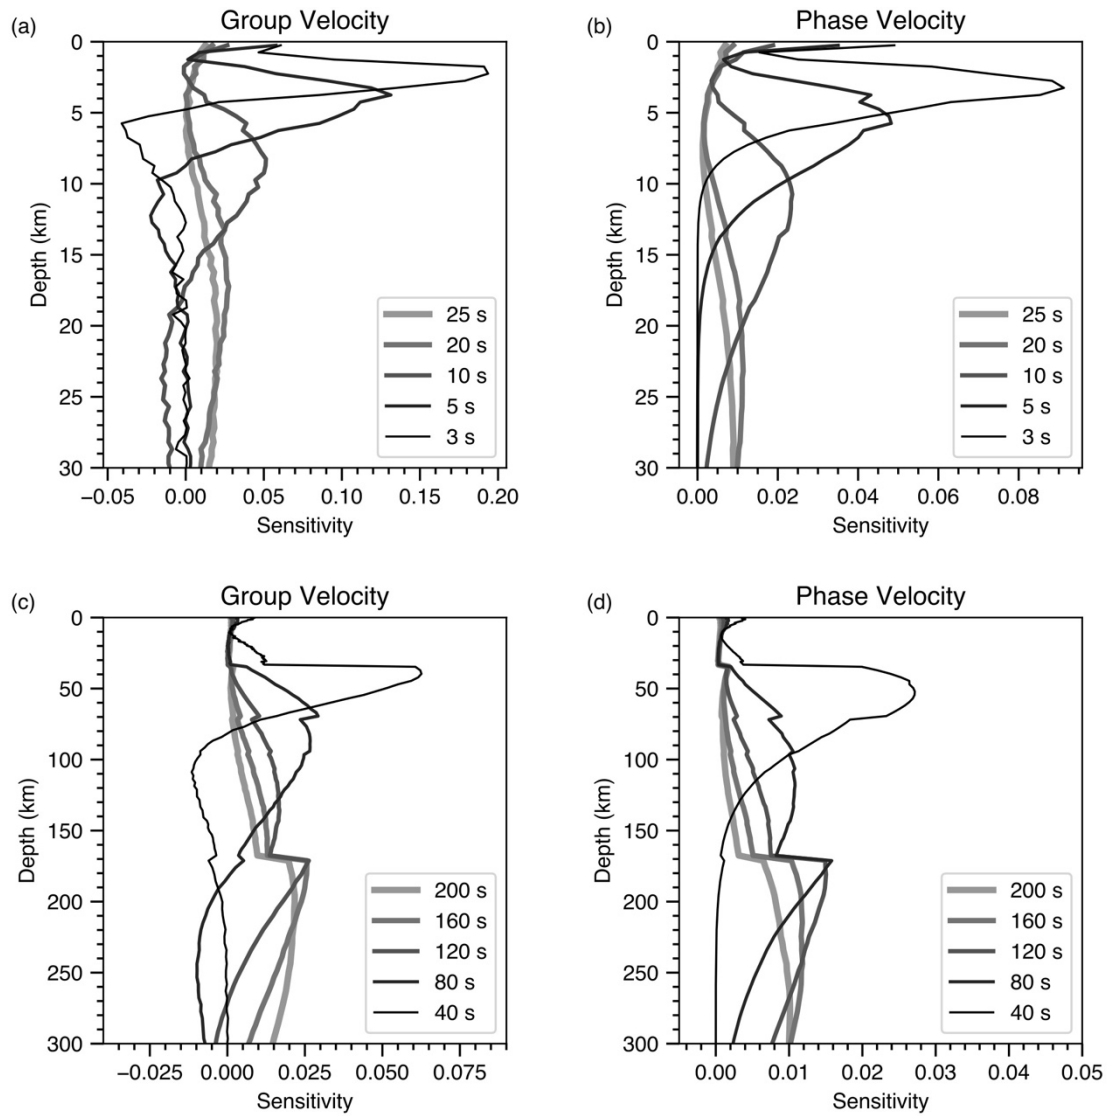 (a)
Group Velocity
0
5
10
15
20
25
30
Depth (km)
−0.05
0.00
0.05
0.10
0.15
0.20
Sensitivity
25 s
20 s
10 s
5 s
3 s
(b)
Phase Velocity
0
5
10
15
20
25
30
Depth (km)
0.00
0.02
0.04
0.06
0.08
Sensitivity
25 s
20 s
10 s
5 s
3 s
(c)
Group Velocity
0
50
100
150
200
250
300
Depth (km)
−0.025
0.000
0.025
0.050
0.075
Sensitivity
200 s
160 s
120 s
80 s
40 s
(d)
Phase Velocity
0
50
100
150
200
250
300
Depth (km)
0.00
0.01
0.02
0.03
0.04
0.05
Sensitivity
200 s
160 s
120 s
80 s
40 s